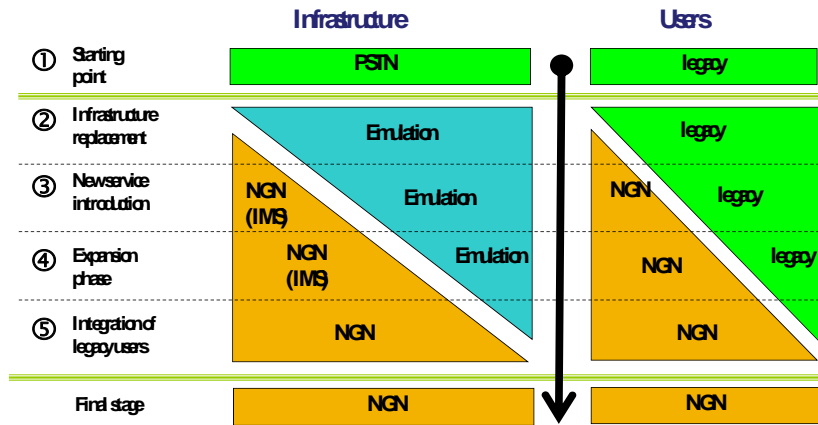 Infrastructure Users
① Starting point PSTN legacy
② Infrastructure replacement Emulation legacy
③ New service introduction NGN (IMS) Emulation NGN legacy
④ Expansion phase NGN (IMS) Emulation NGN legacy
⑤ Integration of legacy users NGN NGN
Final stage NGN NGN